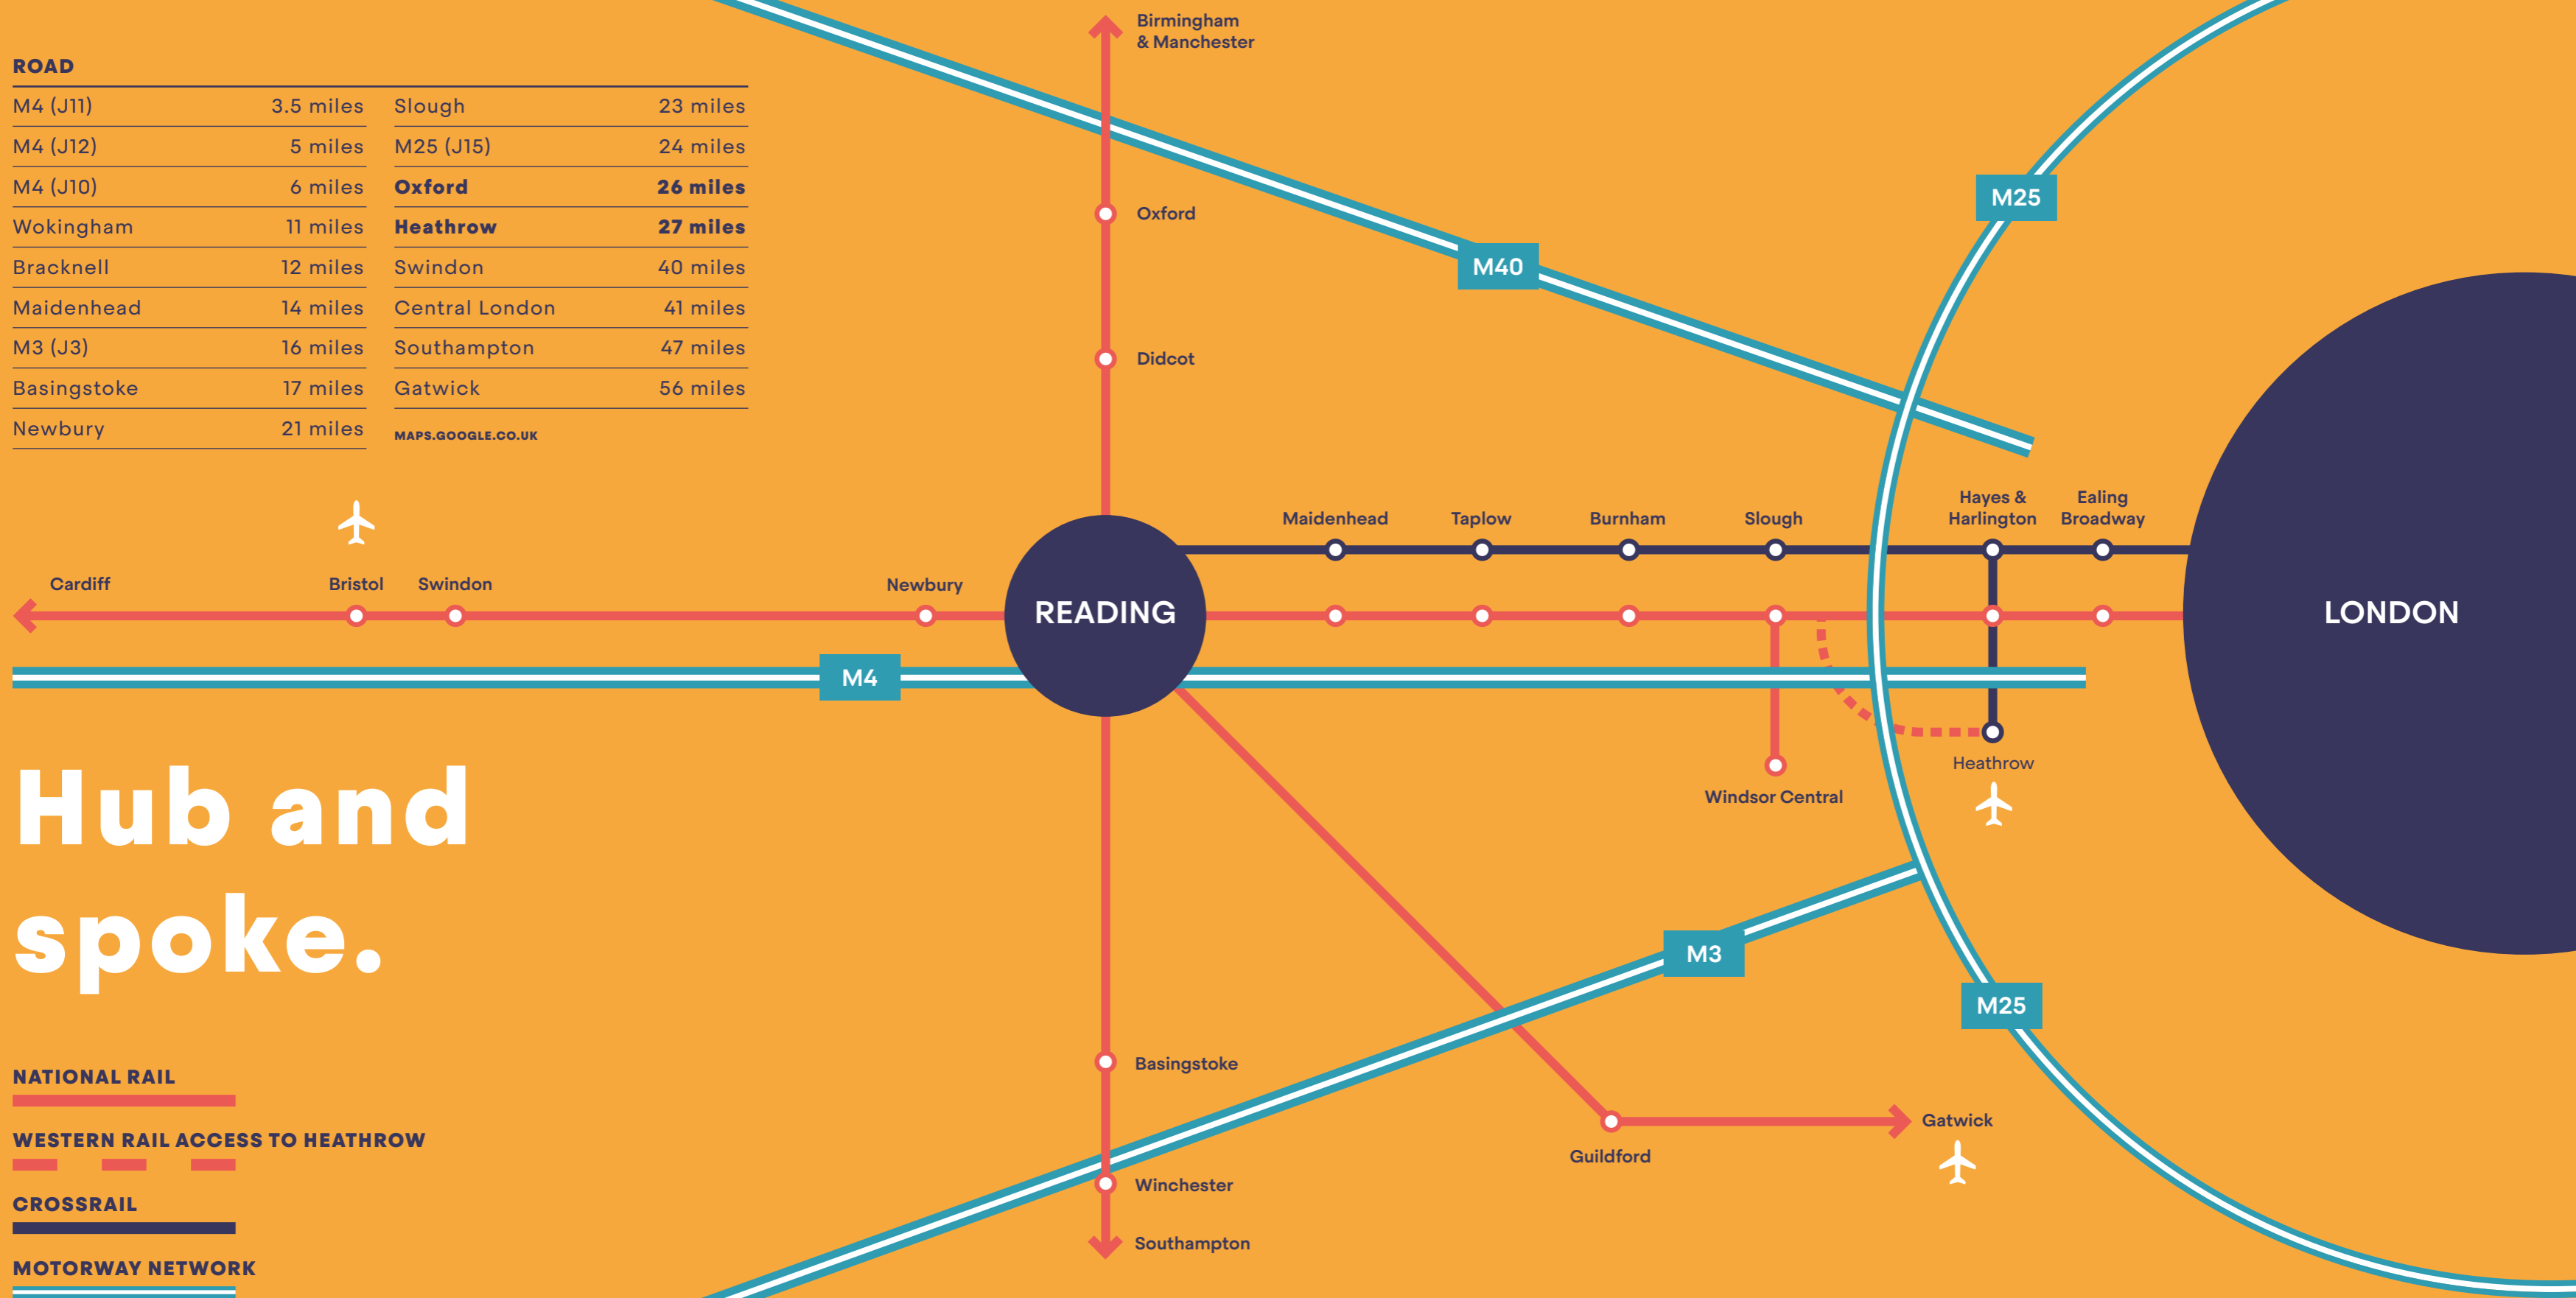 ROAD
M4 (J11) 3.5 miles
M4 (J12) 5 miles
M4 (J10) 6 miles
Wokingham 11 miles
Bracknell 12 miles
Maidenhead 14 miles
M3 (J3) 16 miles
Basingstoke 17 miles
Newbury 21 miles
Slough 23 miles
M25 (J15) 24 miles
Oxford 26 miles
Heathrow 27 miles
Swindon 40 miles
Central London 41 miles
Southampton 47 miles
Gatwick 56 miles
MAPS.GOOGLE.CO.UK
Birmingham
& Manchester
Oxford
Didcot
M40
M25
Cardiff
Bristol
Swindon
Newbury
READING
Maidenhead
Taplow
Burnham
Slough
Hayes &
Harlington
Ealing
Broadway
LONDON
M4
Heathrow
Windsor Central
M3
M25
Basingstoke
Winchester
Southampton
Guildford
Gatwick
Hub and
spoke.
NATIONAL RAIL
WESTERN RAIL ACCESS TO HEATHROW
CROSSRAIL
MOTORWAY NETWORK